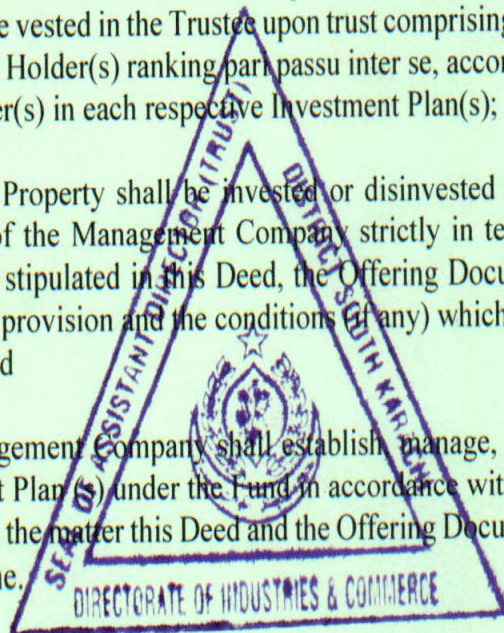 e vested in the Trustee upon trust comprising
Holder(s) ranking pari passu inter se, accor
er(s) in each respective Investment Plan(s);
Property shall be invested or disinvested
of the Management Company strictly in te
stipulated in this Deed, the Offering Docu
provision and the conditions (if any) which
d
gement Company shall establish, manage,
t Plan (s) under the Fund in accordance wit
the matter this Deed and the Offering Docu
ne.
SEAL OF ASSISTANT DIRECTOR (TRUST)
DISTRICT SOUTH KARACHI
DIRECTORATE OF INDUSTRIES & COMMERCE